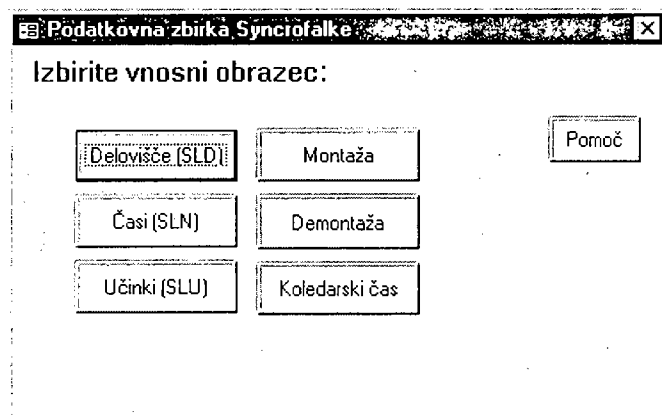 Podatkovna zbirka Syncrofalke
Izbirite vnosni obrazec:
Delovišče (SLD)
Montaža
Pomoč
Časi (SLN)
Demontaža
Učinki (SLU)
Koledarski čas